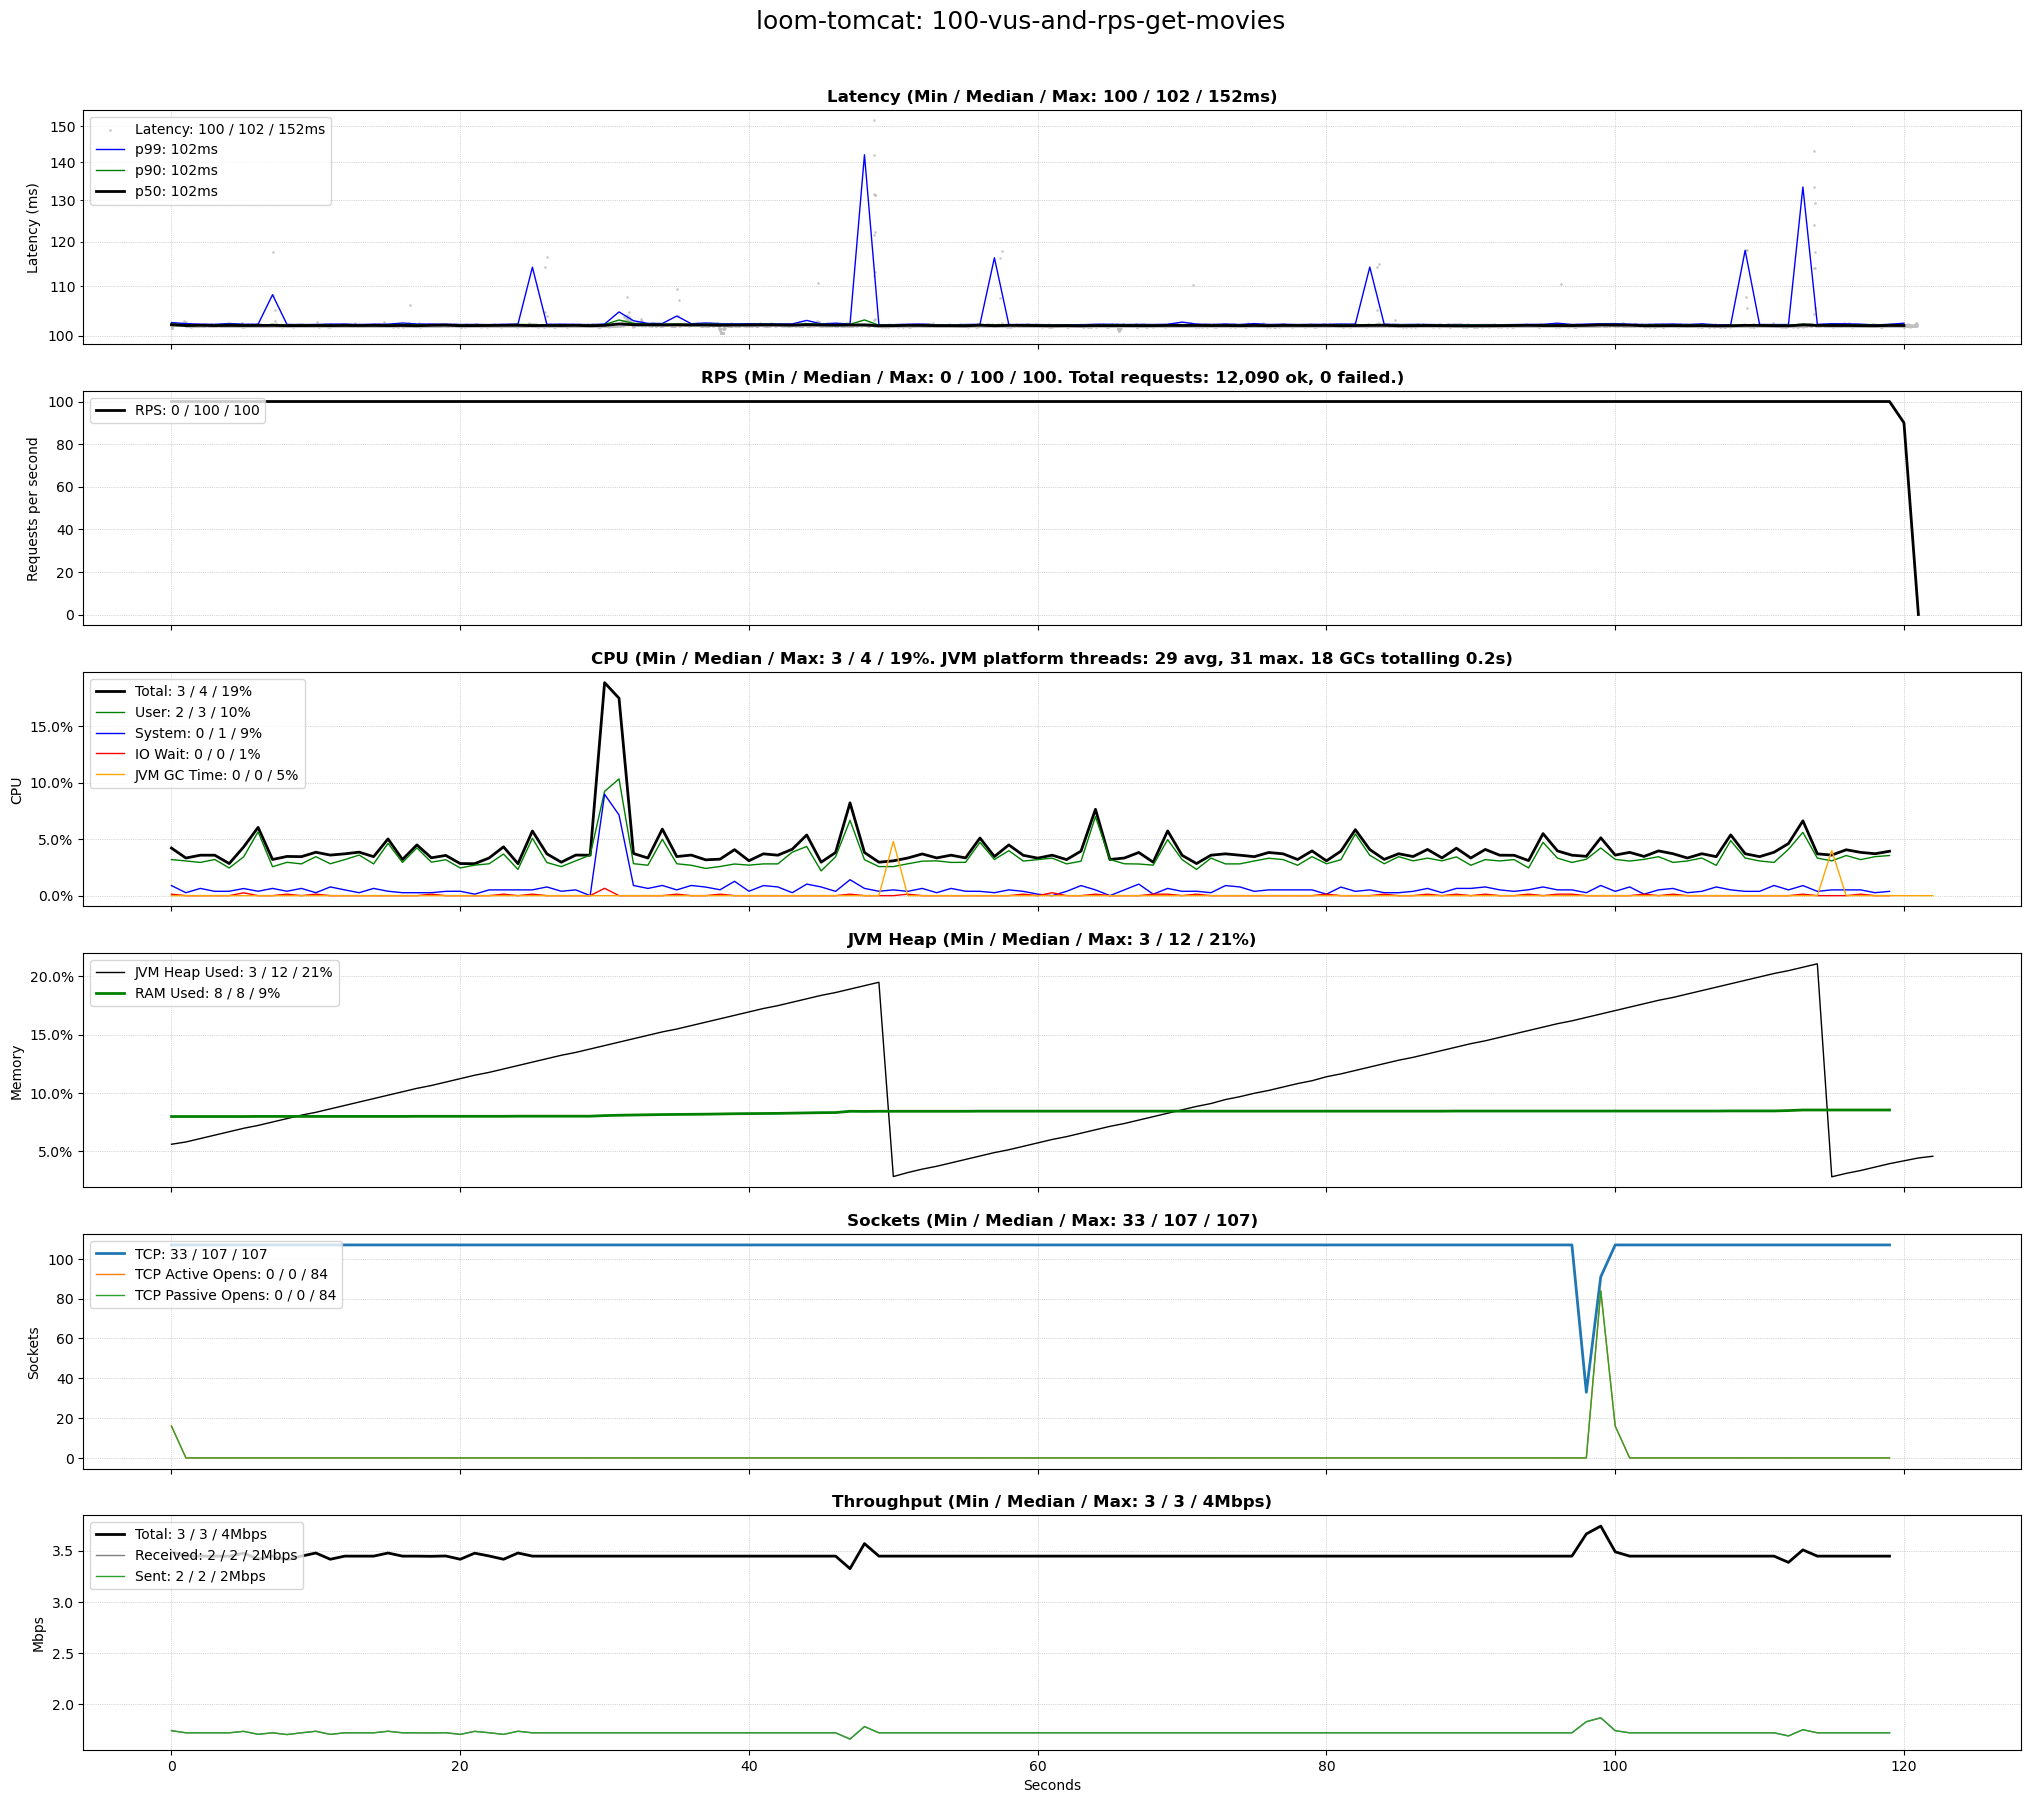 loom-tomcat: 100-vus-and-rps-get-movies
Latency (Min / Median / Max: 100 / 102 / 152ms)
Latency (ms)
150
140
130
120
110
100
Latency: 100 / 102 / 152ms
p99: 102ms
p90: 102ms
p50: 102ms
RPS (Min / Median / Max: 0 / 100 / 100. Total requests: 12,090 ok, 0 failed.)
Requests per second
100
80
60
40
20
0
RPS: 0 / 100 / 100
CPU (Min / Median / Max: 3 / 4 / 19%. JVM platform threads: 29 avg, 31 max. 18 GCs totalling 0.2s)
CPU
15.0%
10.0%
5.0%
0.0%
Total: 3 / 4 / 19%
User: 2 / 3 / 10%
System: 0 / 1 / 9%
IO Wait: 0 / 0 / 1%
JVM GC Time: 0 / 0 / 5%
JVM Heap (Min / Median / Max: 3 / 12 / 21%)
Memory
20.0%
15.0%
10.0%
5.0%
JVM Heap Used: 3 / 12 / 21%
RAM Used: 8 / 8 / 9%
Sockets (Min / Median / Max: 33 / 107 / 107)
Sockets
100
80
60
40
20
0
TCP: 33 / 107 / 107
TCP Active Opens: 0 / 0 / 84
TCP Passive Opens: 0 / 0 / 84
Throughput (Min / Median / Max: 3 / 3 / 4Mbps)
Mbps
3.5
3.0
2.5
2.0
Total: 3 / 3 / 4Mbps
Received: 2 / 2 / 2Mbps
Sent: 2 / 2 / 2Mbps
0 20 40 60 80 100 120
Seconds